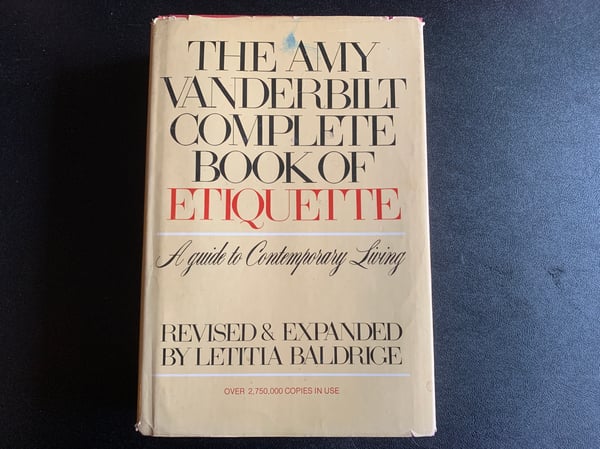 THE AMY
VANDERBILT
COMPLETE
BOOK OF
ETIQUETTE
A guide to Contemporary Living
REVISED & EXPANDED
BY LETITIA BALDRIGE
OVER 2,750,000 COPIES IN USE